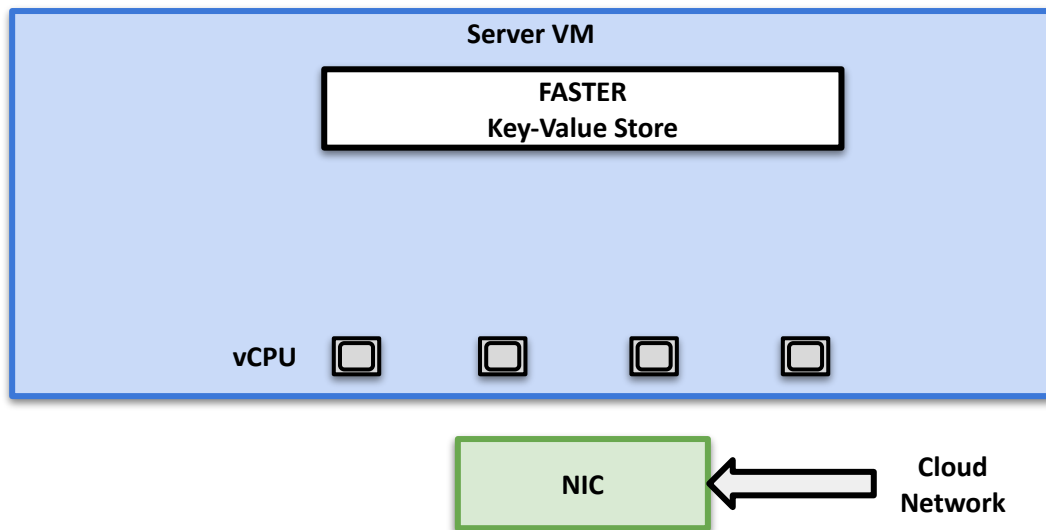 Server VM
FASTER
Key-Value Store
vCPU
NIC
Cloud
Network